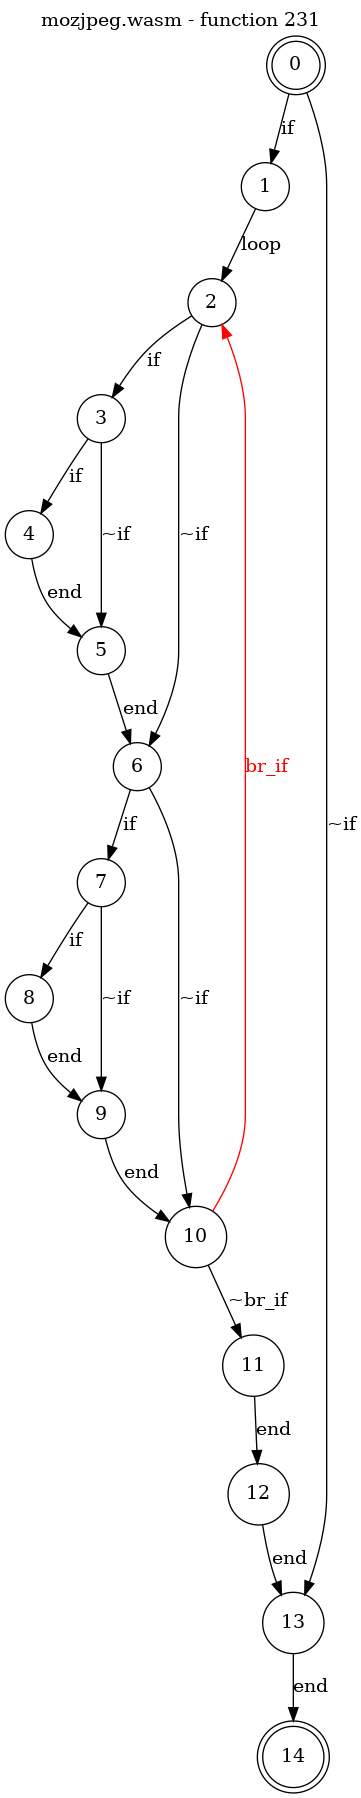 mozjpeg.wasm - function 231
0
if
1
loop
2
if
3
if
~if
~if
4
end
5
end
6
br_if
if
~if
7
if
~if
~if
8
end
9
end
10
~br_if
11
end
12
end
13
end
14